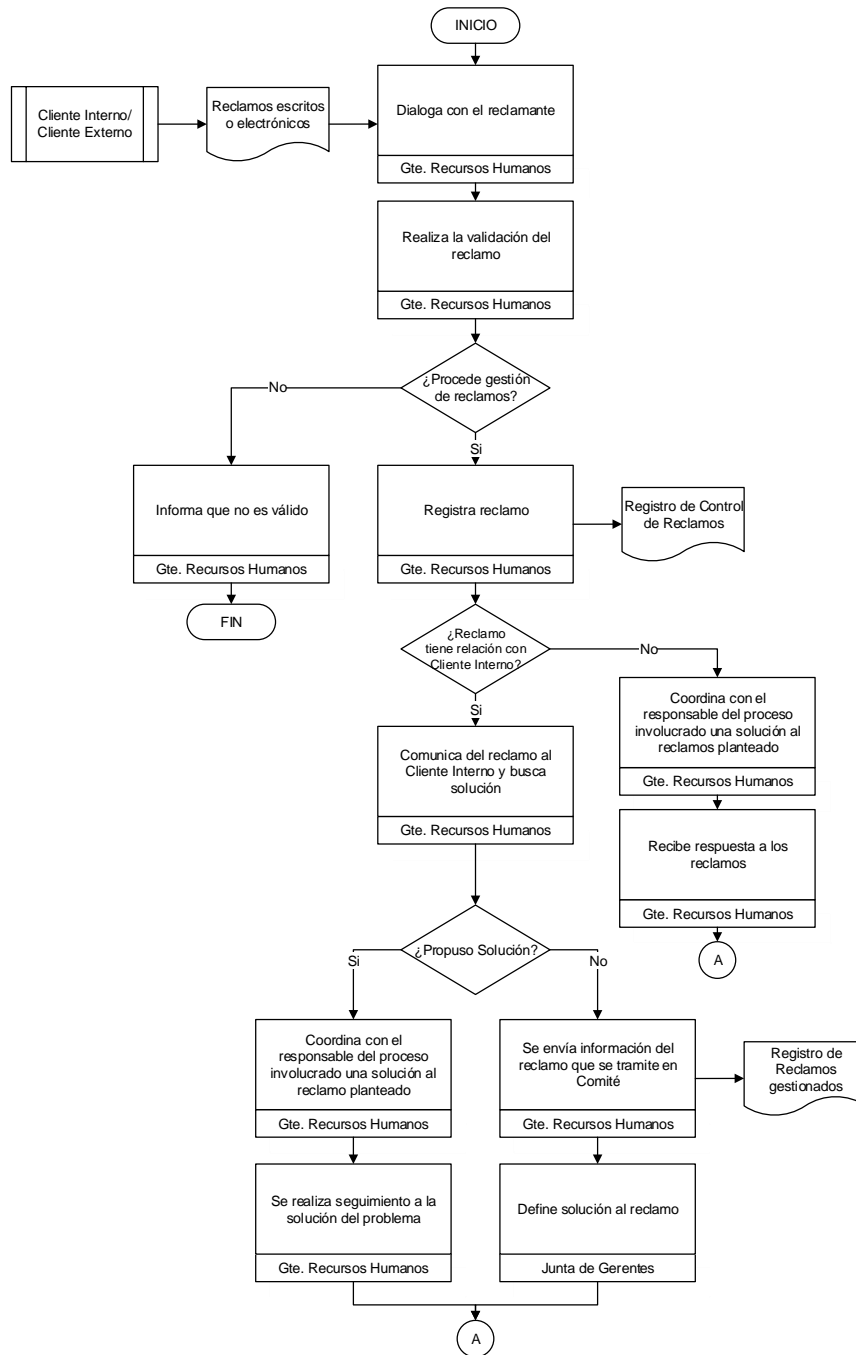 INICIO
Cliente Interno/
Cliente Externo
Reclamos escritos
o electrónicos
Dialoga con el reclamante
Gte. Recursos Humanos
Realiza la validación del
reclamo
Gte. Recursos Humanos
¿Procede gestión
de reclamos?
No
Si
Informa que no es válido
Gte. Recursos Humanos
FIN
Registra reclamo
Gte. Recursos Humanos
Registro de Control
de Reclamos
¿Reclamo
tiene relación con
Cliente Interno?
No
Si
Coordina con el
responsable del proceso
involucrado una solución al
reclamos planteado
Gte. Recursos Humanos
Comunica del reclamo al
Cliente Interno y busca
solución
Gte. Recursos Humanos
Recibe respuesta a los
reclamos
Gte. Recursos Humanos
A
¿Propuso Solución?
Si
No
Coordina con el
responsable del proceso
involucrado una solución al
reclamo planteado
Gte. Recursos Humanos
Se envía información del
reclamo que se tramite en
Comité
Gte. Recursos Humanos
Registro de
Reclamos
gestionados
Se realiza seguimiento a la
solución del problema
Gte. Recursos Humanos
Define solución al reclamo
Junta de Gerentes
A